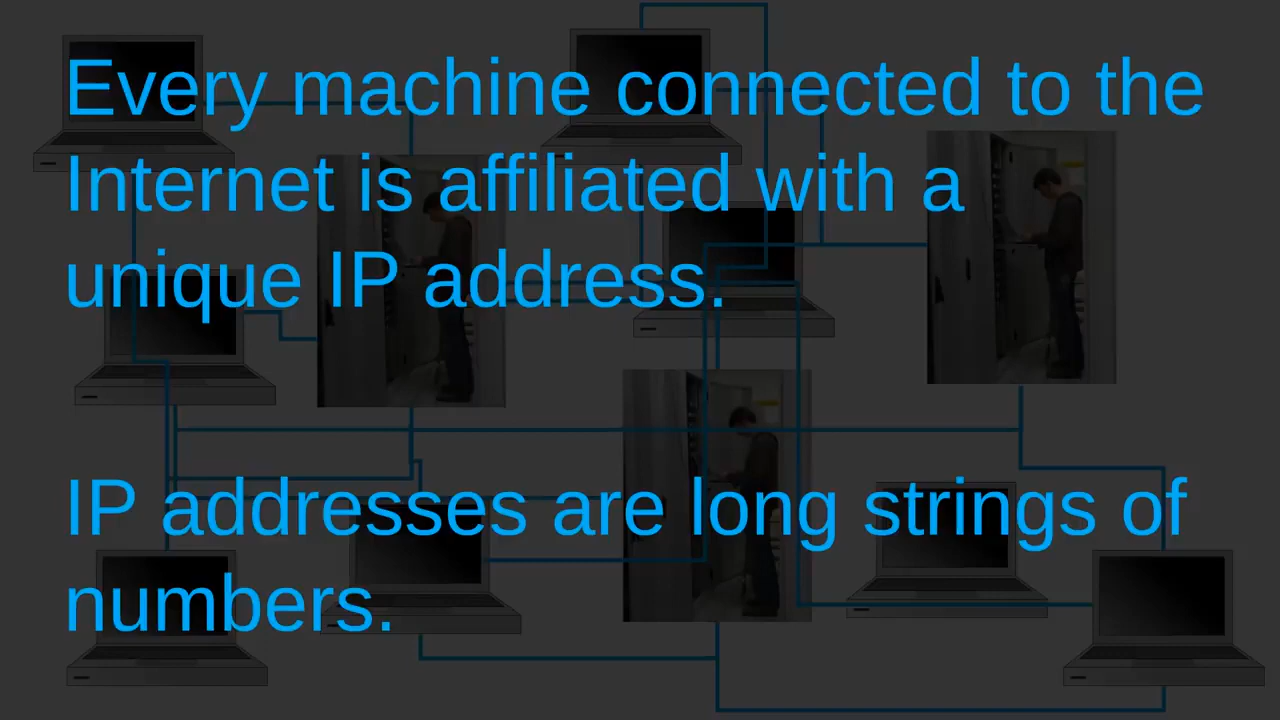 Every machine connected to the
Internet is affiliated with a
unique IP address.
IP addresses are long strings of
numbers.